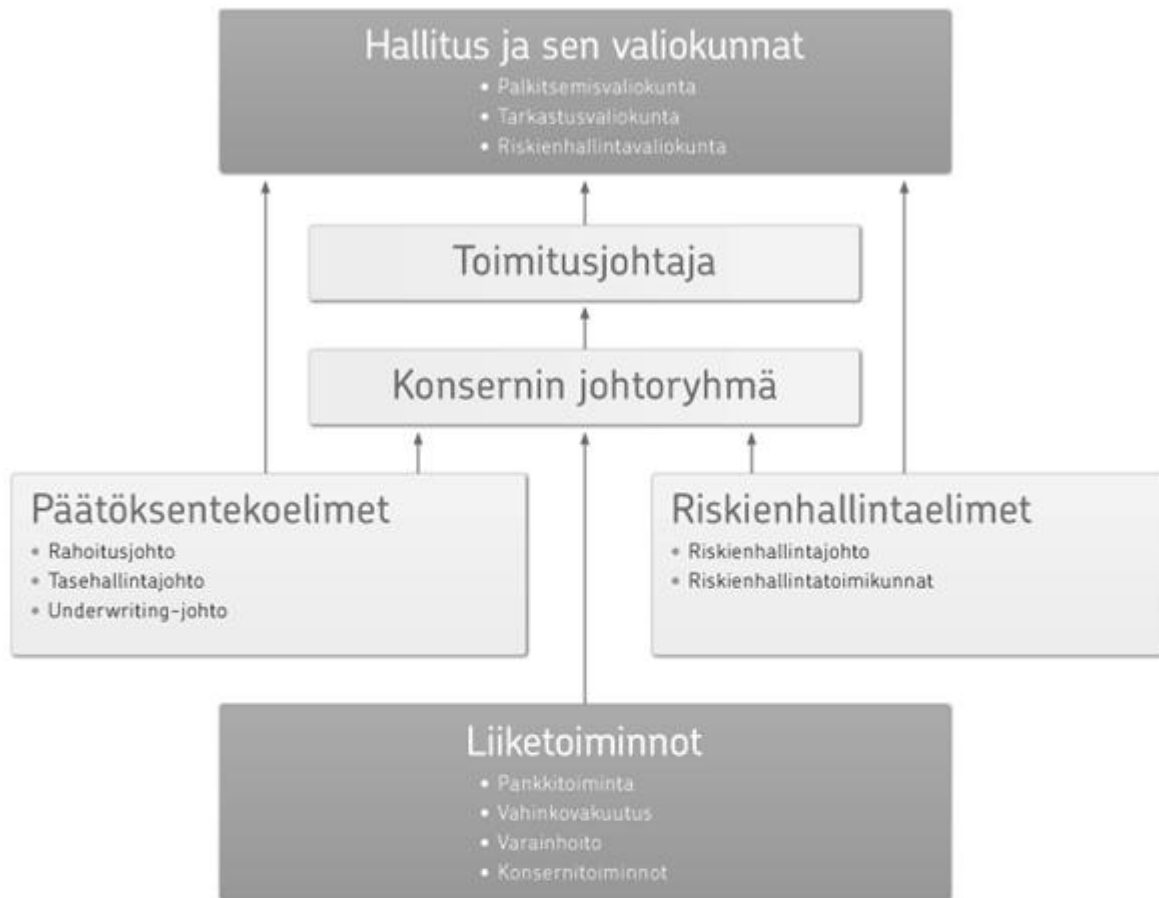 Hallitus ja sen valiokunnat
• Palkitsemisvaliokunta
• Tarkastusvaliokunta
• Riskienhallintavaliokunta
Toimitusjohtaja
Konsernin johtoryhmä
Päätöksentekoelimet
• Rahoitusjohto
• Tasehallintajohto
• Underwriting-johto
Riskienhallintaelimet
• Riskienhallintajohto
• Riskienhallintatoimikunnat
Liiketoiminnot
• Pankkitoiminta
• Vahinkovakuutus
• Varainhoito
• Konsernitoiminnot